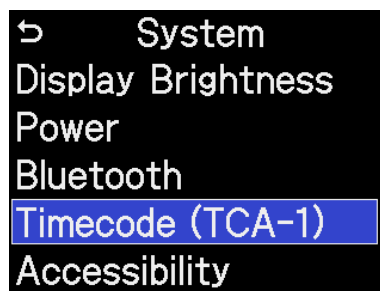 System
Display Brightness
Power
Bluetooth
Timecode (TCA-1)
Accessibility